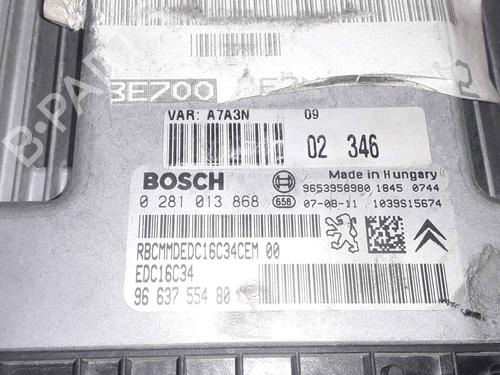 3E700
VAR: A7A3N 09
02 346
BOSCH Made in Hungary
9653958980 1845 0744
0 281 013 868 658 07-08-11 1039S15674
RBCMMDEDC16C34CEM 00
EDC16C34
96 637 554 80
B-PARTS